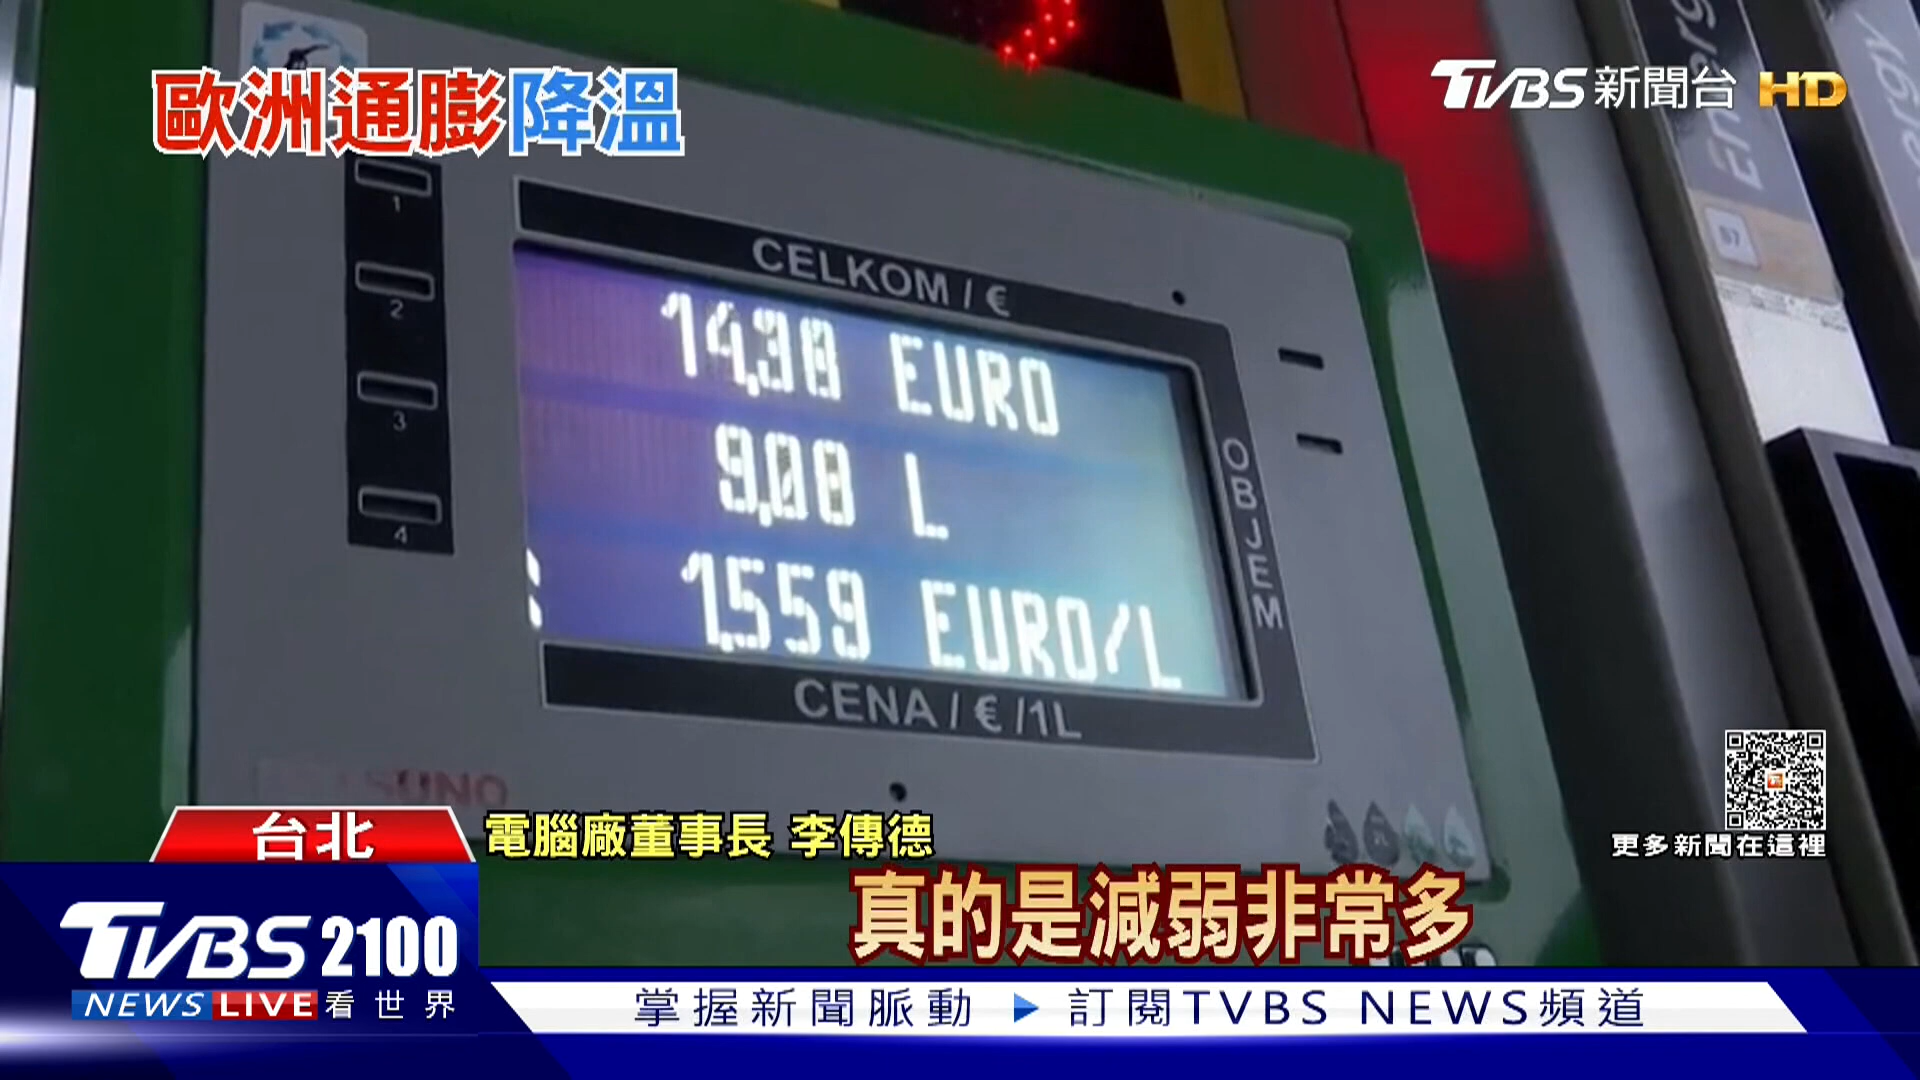 歐洲通膨降溫
TVBS新聞台 HD
Energy
CELKOM / €
1
2
3
4
14,30 EURO
9,08 L
1,559 EURO/L
OBJEM
CENA / € /1L
更多新聞在這裡
台北
電腦廠董事長 李傳德
真的是減弱非常多
TVBS 2100
NEWS LIVE 看世界
掌握新聞脈動 ▶ 訂閱TVBS NEWS頻道